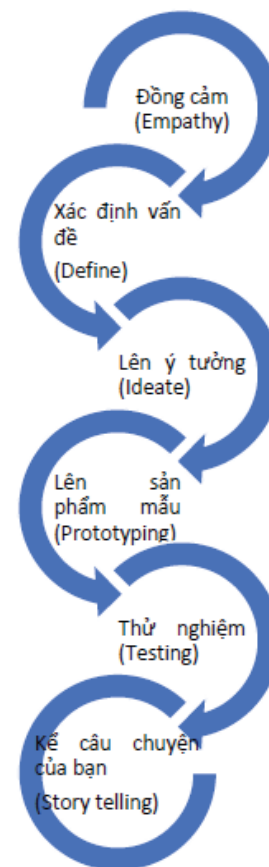 Đồng cảm
(Empathy)
Xác định vấn
đề
(Define)
Lên ý tưởng
(Ideate)
Lên sản
phẩm mẫu
(Prototyping)
Thử nghiệm
(Testing)
Kể câu chuyện
của bạn
(Story telling)